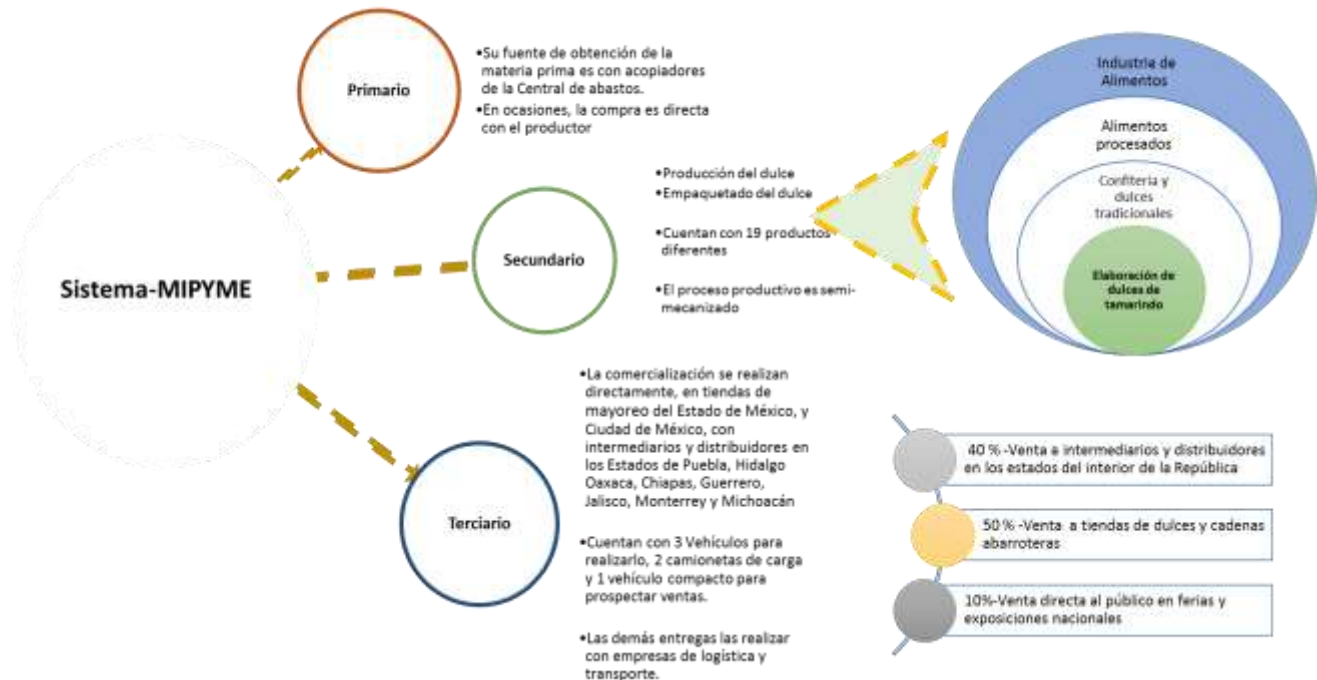 Sistema-MIPYME
Primario
•Su fuente de obtención de la
materia prima es con acopiadores
de la Central de abastos.
•En ocasiones, la compra es directa
con el productor
Secundario
•Producción del dulce
•Empaquetado del dulce
•Cuentan con 19 productos
diferentes
•El proceso productivo es semi-
mecanizado
Industrie de
Alimentos
Alimentos
procesados
Confitería y
dulces
tradicionales
Elaboración de
dulces de
tamarindo
Terciario
•La comercialización se realizan
directamente, en tiendas de
mayoreo del Estado de México, y
Ciudad de México, con
intermediarios y distribuidores en
los Estados de Puebla, Hidalgo
Oaxaca, Chiapas, Guerrero,
Jalisco, Monterrey y Michoacán
•Cuentan con 3 Vehículos para
realizarlo, 2 camionetas de carga
y 1 vehículo compacto para
prospectar ventas.
•Las demás entregas las realizar
con empresas de logística y
transporte.
40 % -Venta a intermediarios y distribuidores
en los estados del interior de la República
50 % -Venta a tiendas de dulces y cadenas
abarroteras
10%-Venta directa al público en ferias y
exposiciones nacionales